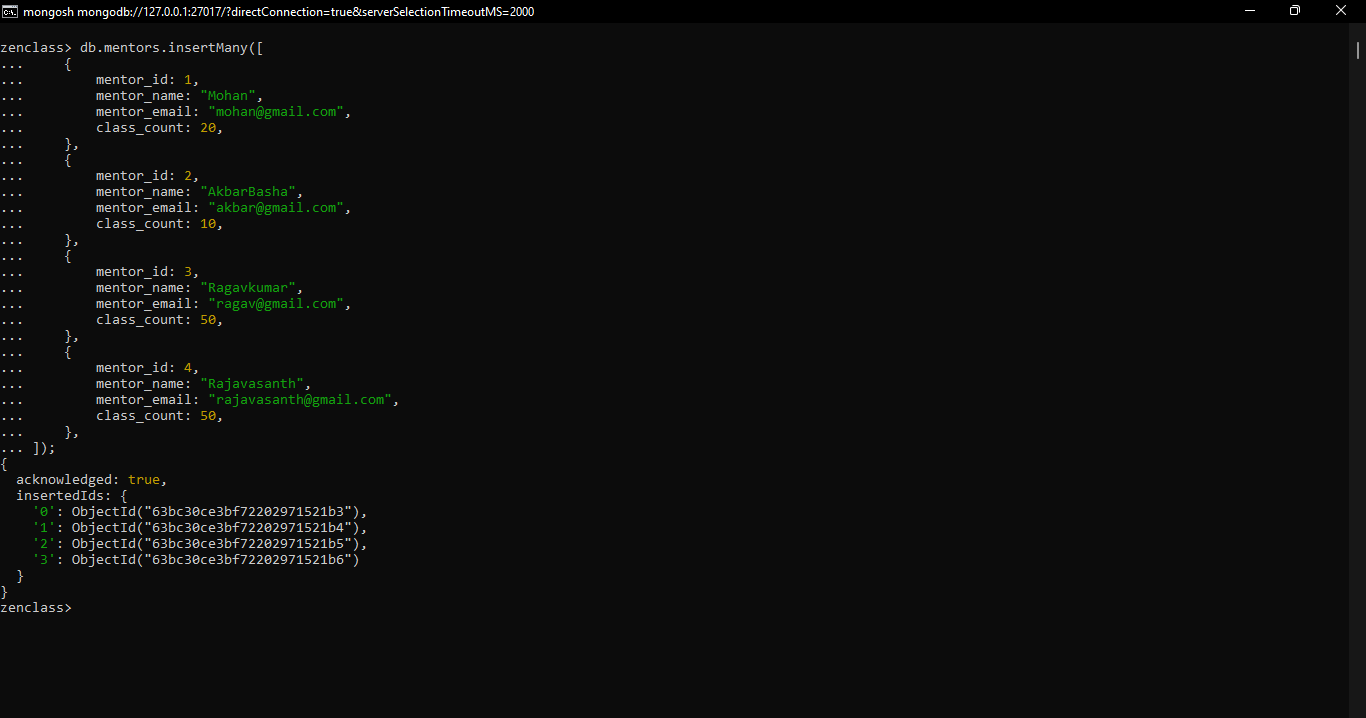 mongosh mongodb://127.0.0.1:27017/?directConnection=true&serverSelectionTimeoutMS=2000
zenclass> db.mentors.insertMany([
...     {
...         mentor_id: 1,
...         mentor_name: "Mohan",
...         mentor_email: "mohan@gmail.com",
...         class_count: 20,
...     },
...     {
...         mentor_id: 2,
...         mentor_name: "AkbarBasha",
...         mentor_email: "akbar@gmail.com",
...         class_count: 10,
...     },
...     {
...         mentor_id: 3,
...         mentor_name: "Ragavkumar",
...         mentor_email: "ragav@gmail.com",
...         class_count: 50,
...     },
...     {
...         mentor_id: 4,
...         mentor_name: "Rajavasanth",
...         mentor_email: "rajavasanth@gmail.com",
...         class_count: 50,
...     },
... ]);
{
  acknowledged: true,
  insertedIds: {
    '0': ObjectId("63bc30ce3bf72202971521b3"),
    '1': ObjectId("63bc30ce3bf72202971521b4"),
    '2': ObjectId("63bc30ce3bf72202971521b5"),
    '3': ObjectId("63bc30ce3bf72202971521b6")
  }
}
zenclass>